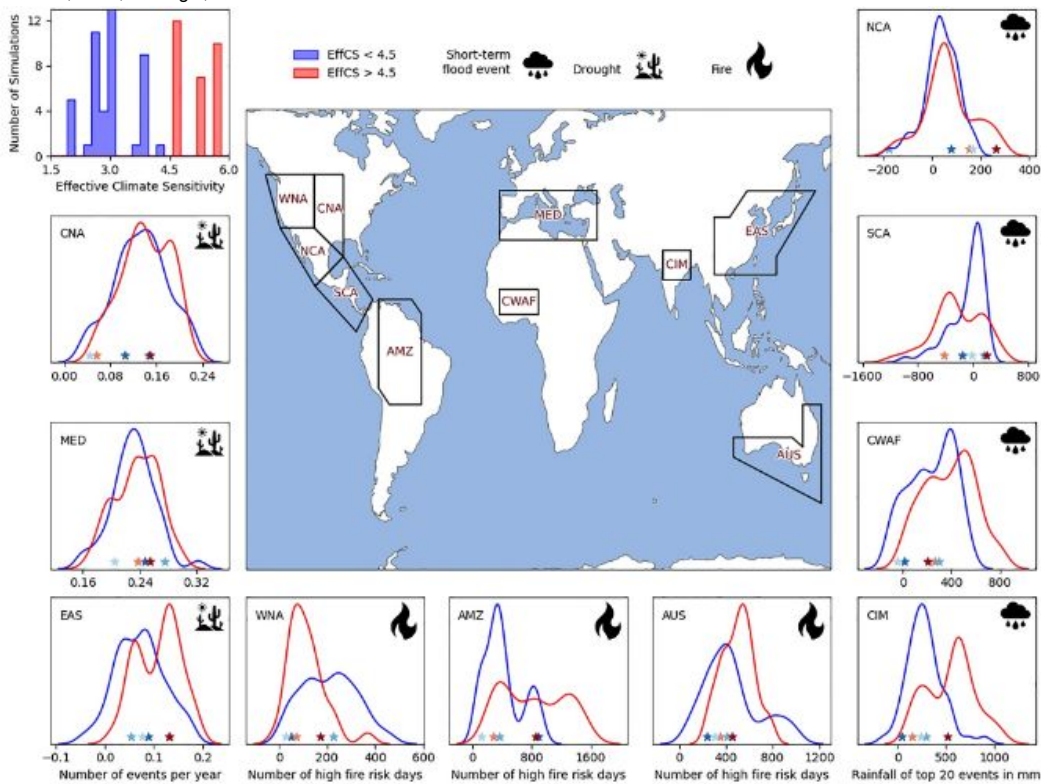 12
8
4
0
Number of Simulations
1.5 3.0 4.5 6.0
Effective Climate Sensitivity
EffCS < 4.5
EffCS > 4.5
Short-term
flood event
Drought
Fire
NCA
−200 0 200 400
CNA
0.00 0.08 0.16 0.24
WNA
CNA
NCA
SCA
AMZ
MED
CWAF
CIM
EAS
AUS
SCA
−1600 −800 0 800
MED
0.16 0.24 0.32
CWAF
0 400 800
EAS
−0.1 0.0 0.1 0.2
Number of events per year
WNA
0 200 400 600
Number of high fire risk days
AMZ
0 800 1600
Number of high fire risk days
AUS
0 400 800 1200
Number of high fire risk days
CIM
0 500 1000
Rainfall of top 20 events in mm